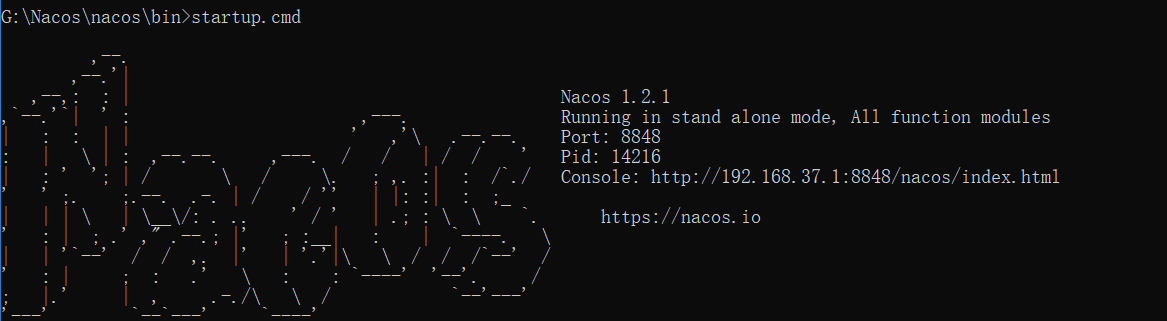 G:\Nacos\nacos\bin>startup.cmd
Nacos 1.2.1
Running in stand alone mode, All function modules
Port: 8848
Pid: 14216
Console: http://192.168.37.1:8848/nacos/index.html
https://nacos.io